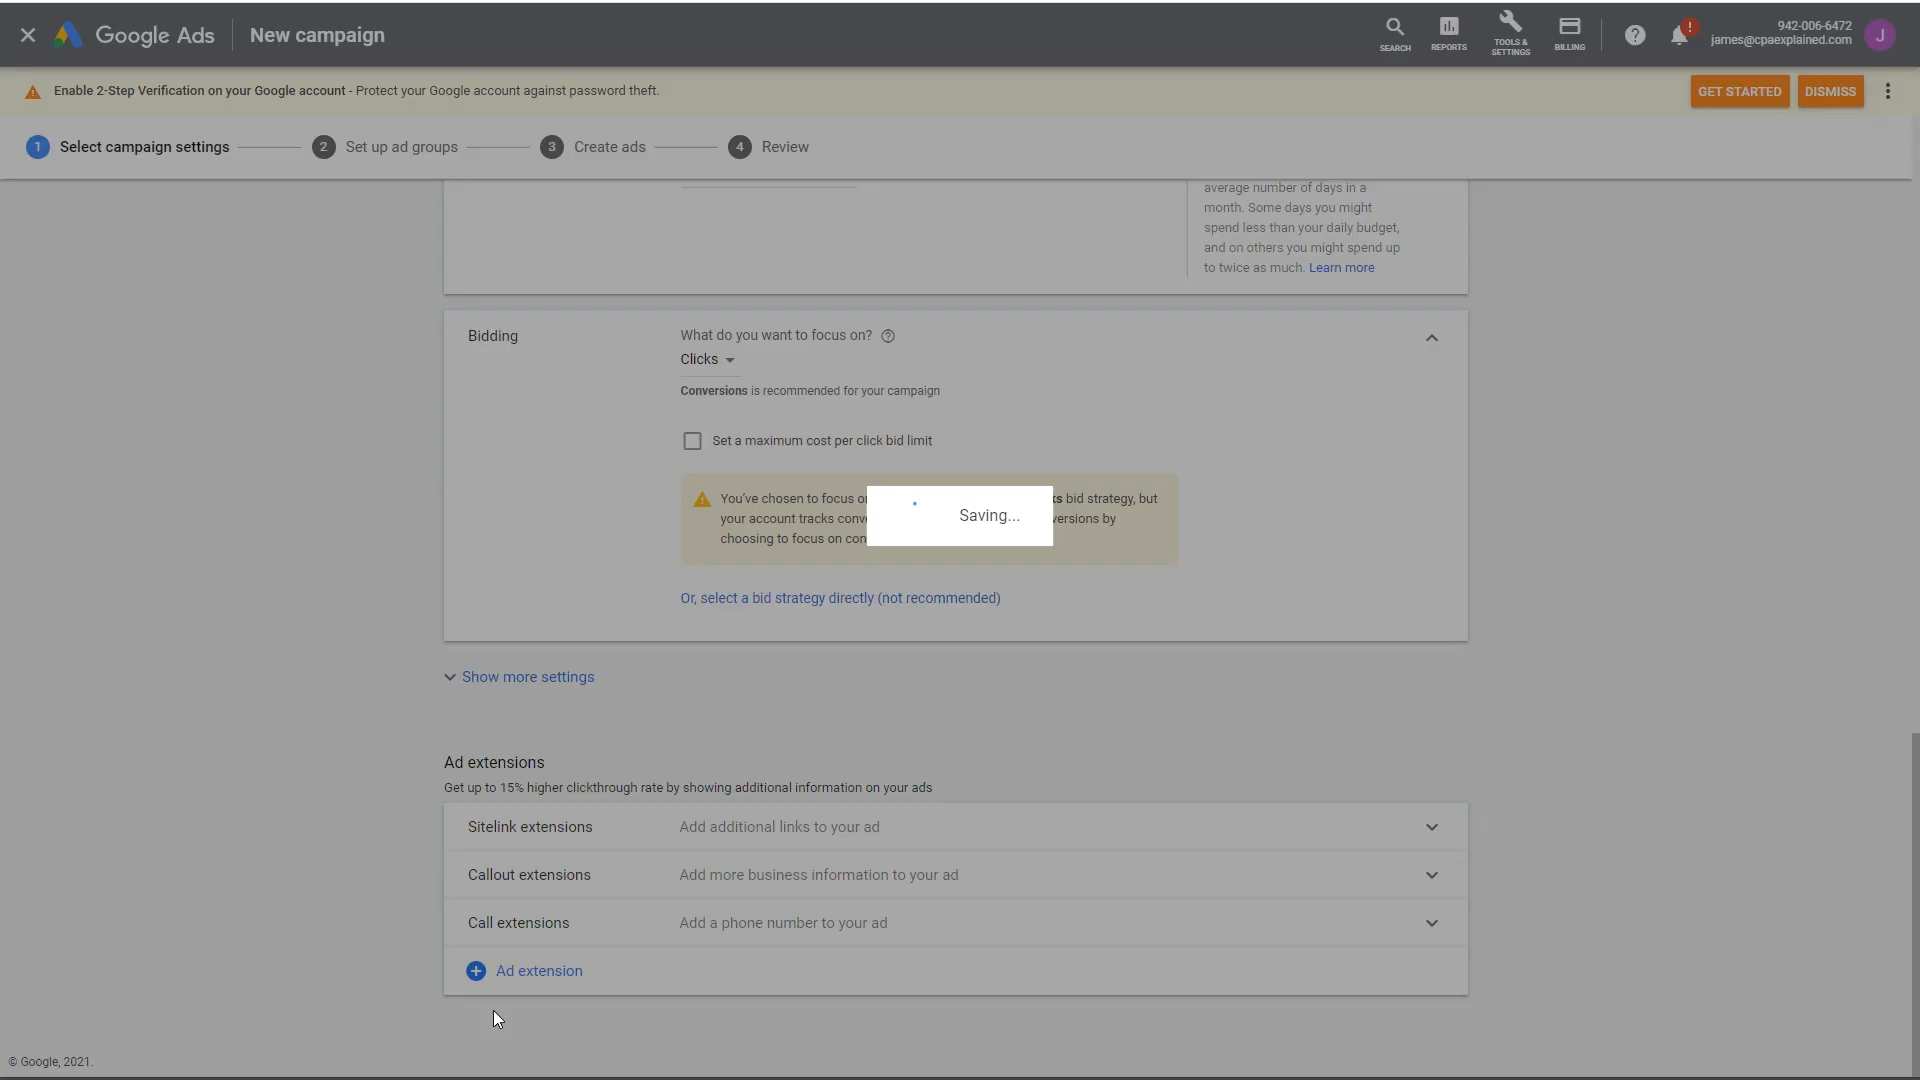 Google Ads
New campaign
SEARCH
REPORTS
TOOLS &
SETTINGS
BILLING
?
!
942-006-6472
james@cpaexplained.com
J
Enable 2-Step Verification on your Google account - Protect your Google account against password theft.
GET STARTED
DISMISS
1 Select campaign settings
2 Set up ad groups
3 Create ads
4 Review
average number of days in a
month. Some days you might
spend less than your daily budget,
and on others you might spend up
to twice as much. Learn more
Bidding
What do you want to focus on?
Clicks
Conversions is recommended for your campaign
Set a maximum cost per click bid limit
You've chosen to focus
bid strategy, but
your account tracks
by
choosing to focus on
Saving...
Or, select a bid strategy directly (not recommended)
Show more settings
Ad extensions
Get up to 15% higher clickthrough rate by showing additional information on your ads
Sitelink extensions
Add additional links to your ad
Callout extensions
Add more business information to your ad
Call extensions
Add a phone number to your ad
Ad extension
© Google, 2021.